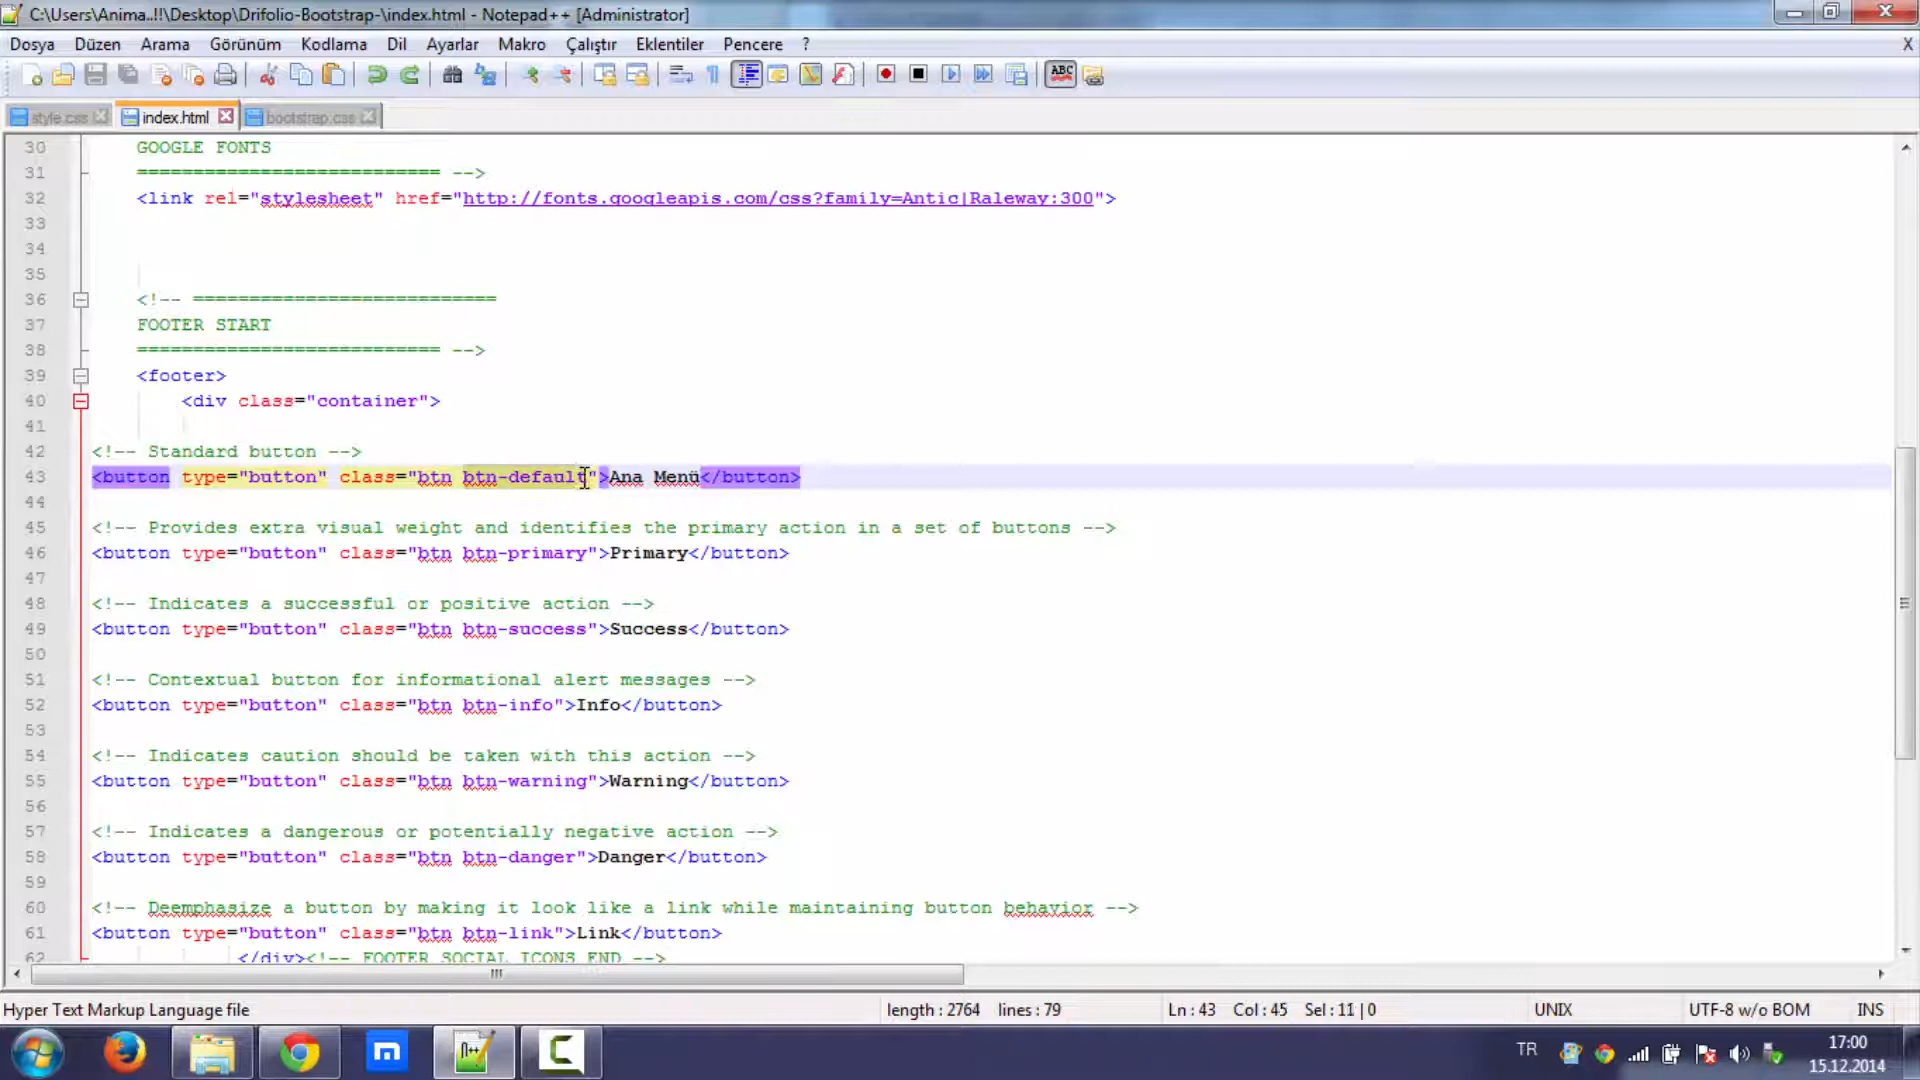 C:\Users\Anima..!!\Desktop\Drifolio-Bootstrap-\index.html - Notepad++ [Administrator]
Dosya Düzen Arama Görünüm Kodlama Dil Ayarlar Makro Çalıştır Eklentiler Pencere ? X
ABC
style.css index.html bootstrap.css
30 GOOGLE FONTS
31 =========================== -->
32 <link rel="stylesheet" href="http://fonts.googleapis.com/css?family=Antic|Raleway:300">
33
34
35
36 <!-- ===========================
37 FOOTER START
38 =========================== -->
39 <footer>
40 <div class="container">
41
42 <!-- Standard button -->
43 <button type="button" class="btn btn-default">Ana Menü</button>
44
45 <!-- Provides extra visual weight and identifies the primary action in a set of buttons -->
46 <button type="button" class="btn btn-primary">Primary</button>
47
48 <!-- Indicates a successful or positive action -->
49 <button type="button" class="btn btn-success">Success</button>
50
51 <!-- Contextual button for informational alert messages -->
52 <button type="button" class="btn btn-info">Info</button>
53
54 <!-- Indicates caution should be taken with this action -->
55 <button type="button" class="btn btn-warning">Warning</button>
56
57 <!-- Indicates a dangerous or potentially negative action -->
58 <button type="button" class="btn btn-danger">Danger</button>
59
60 <!-- Deemphasize a button by making it look like a link while maintaining button behavior -->
61 <button type="button" class="btn btn-link">Link</button>
62 </div><!-- FOOTER SOCIAL ICONS END -->
Hyper Text Markup Language file length : 2764 lines : 79 Ln : 43 Col : 45 Sel : 11 | 0 UNIX UTF-8 w/o BOM INS
TR 17:00
15.12.2014